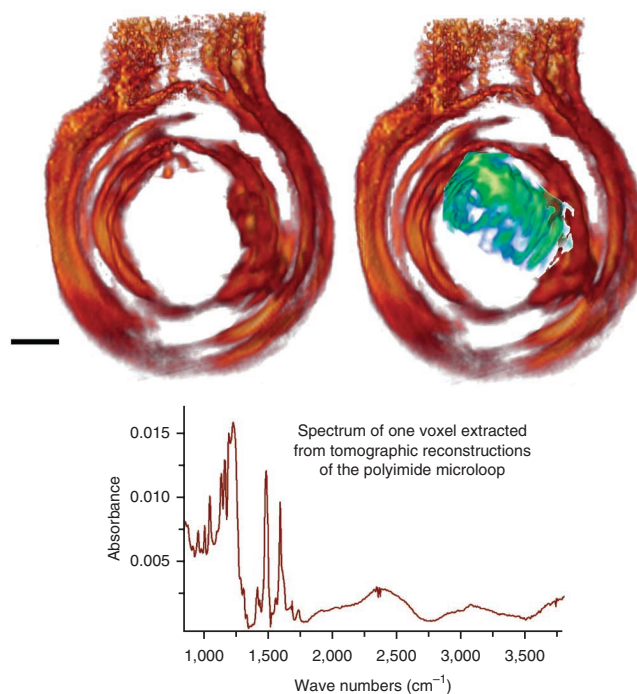 Spectrum of one voxel extracted
from tomographic reconstructions
of the polyimide microloop
Absorbance
0.015
0.010
0.005
1,000 1,500 2,000 2,500 3,000 3,500
Wave numbers (cm⁻¹)